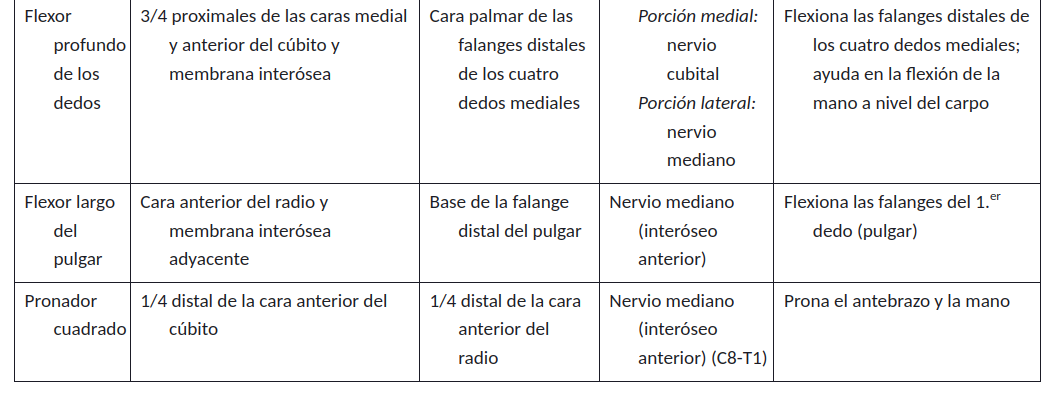 Flexor
profundo
de los
dedos
3/4 proximales de las caras medial
y anterior del cúbito y
membrana interósea
Cara palmar de las
falanges distales
de los cuatro
dedos mediales
Porción medial:
nervio
cubital
Porción lateral:
nervio
mediano
Flexiona las falanges distales de
los cuatro dedos mediales;
ayuda en la flexión de la
mano a nivel del carpo
Flexor largo
del
pulgar
Cara anterior del radio y
membrana interósea
adyacente
Base de la falange
distal del pulgar
Nervio mediano
(interóseo
anterior)
Flexiona las falanges del 1.er
dedo (pulgar)
Pronador
cuadrado
1/4 distal de la cara anterior del
cúbito
1/4 distal de la cara
anterior del
radio
Nervio mediano
(interóseo
anterior) (C8-T1)
Prona el antebrazo y la mano